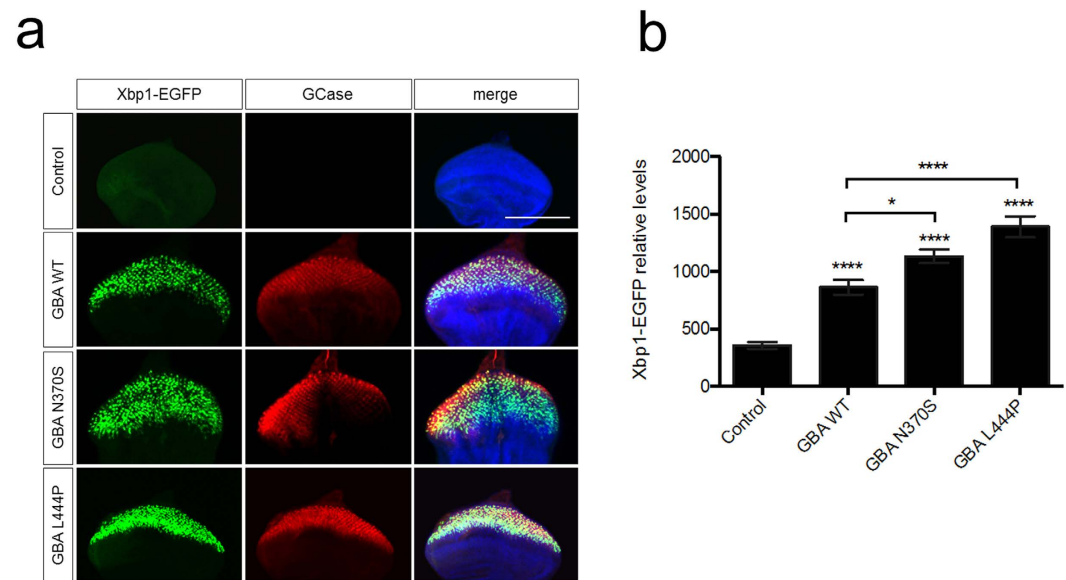 a
b
Xbp1-EGFP
GCase
merge
Control
GBA WT
GBA N370S
GBA L444P
Xbp1-EGFP relative levels
2000
1500
1000
500
0
****
*
****
****
****
Control
GBA WT
GBA N370S
GBA L444P